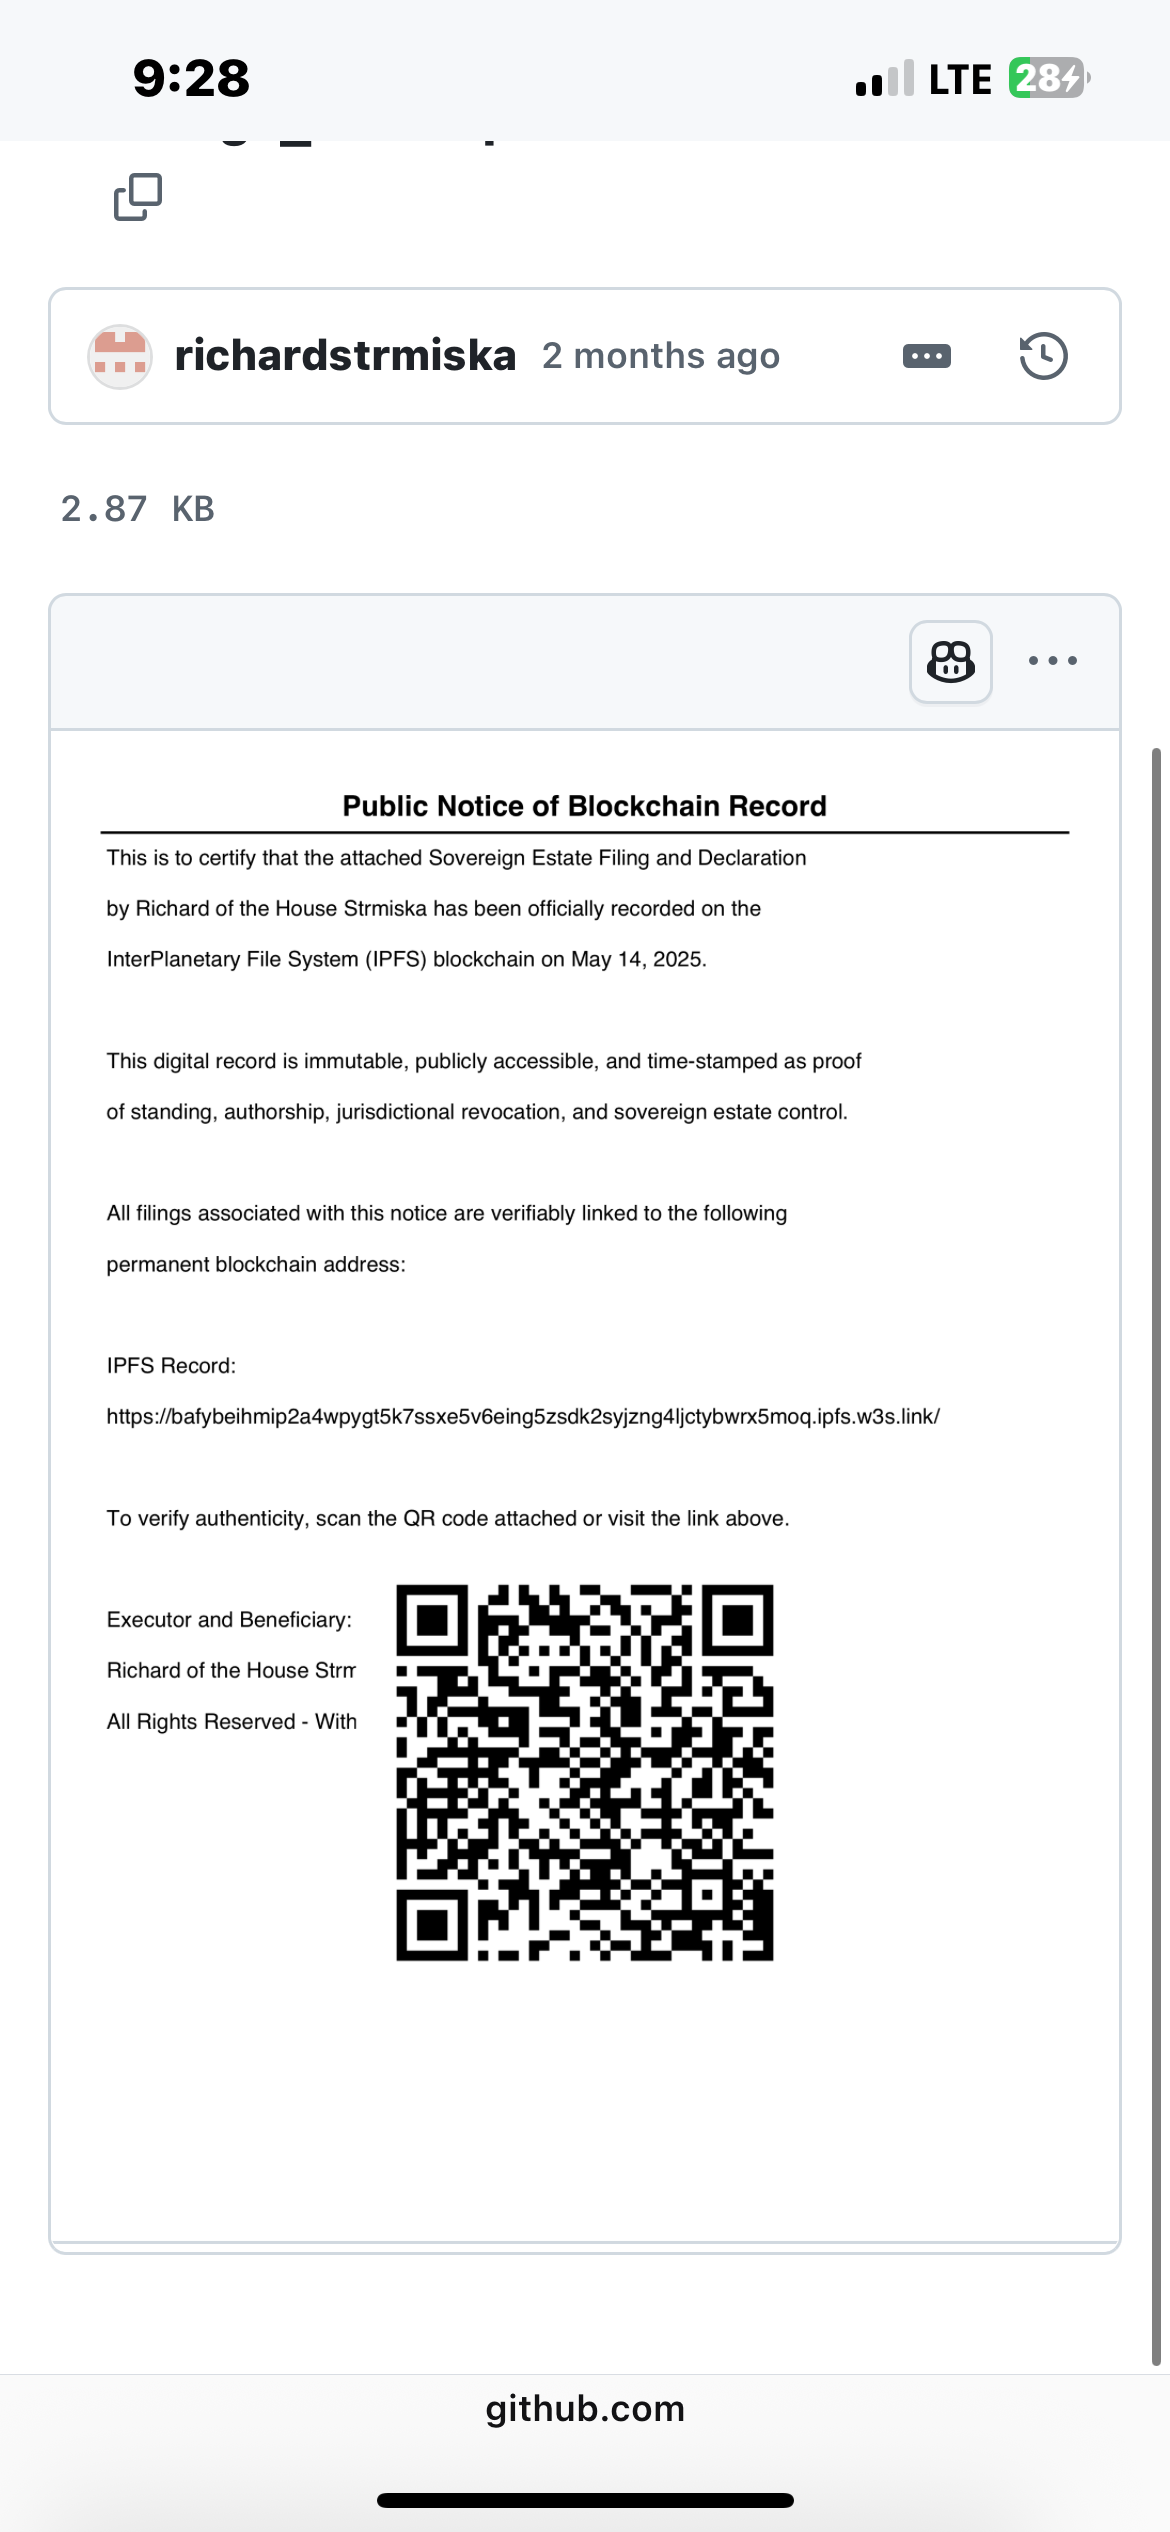 9:28
LTE 28
richardstrmiska 2 months ago
2.87 KB
Public Notice of Blockchain Record
This is to certify that the attached Sovereign Estate Filing and Declaration
by Richard of the House Strmiska has been officially recorded on the
InterPlanetary File System (IPFS) blockchain on May 14, 2025.
This digital record is immutable, publicly accessible, and time-stamped as proof
of standing, authorship, jurisdictional revocation, and sovereign estate control.
All filings associated with this notice are verifiably linked to the following
permanent blockchain address:
IPFS Record:
https://bafybeihmip2a4wpygt5k7ssxe5v6eing5zsdk2syjzng4ljctybwrx5moq.ipfs.w3s.link/
To verify authenticity, scan the QR code attached or visit the link above.
Executor and Beneficiary:
Richard of the House Strm
All Rights Reserved - With
github.com